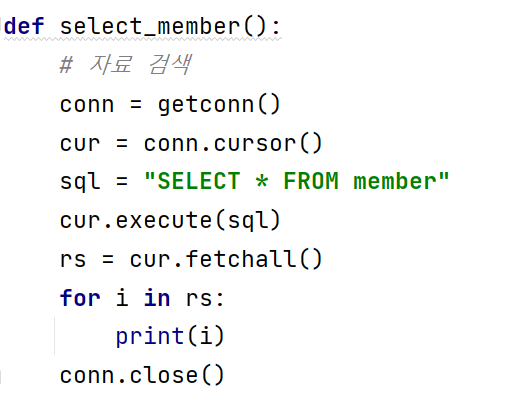 def select_member():
    # 자료 검색
    conn = getconn()
    cur = conn.cursor()
    sql = "SELECT * FROM member"
    cur.execute(sql)
    rs = cur.fetchall()
    for i in rs:
        print(i)
    conn.close()